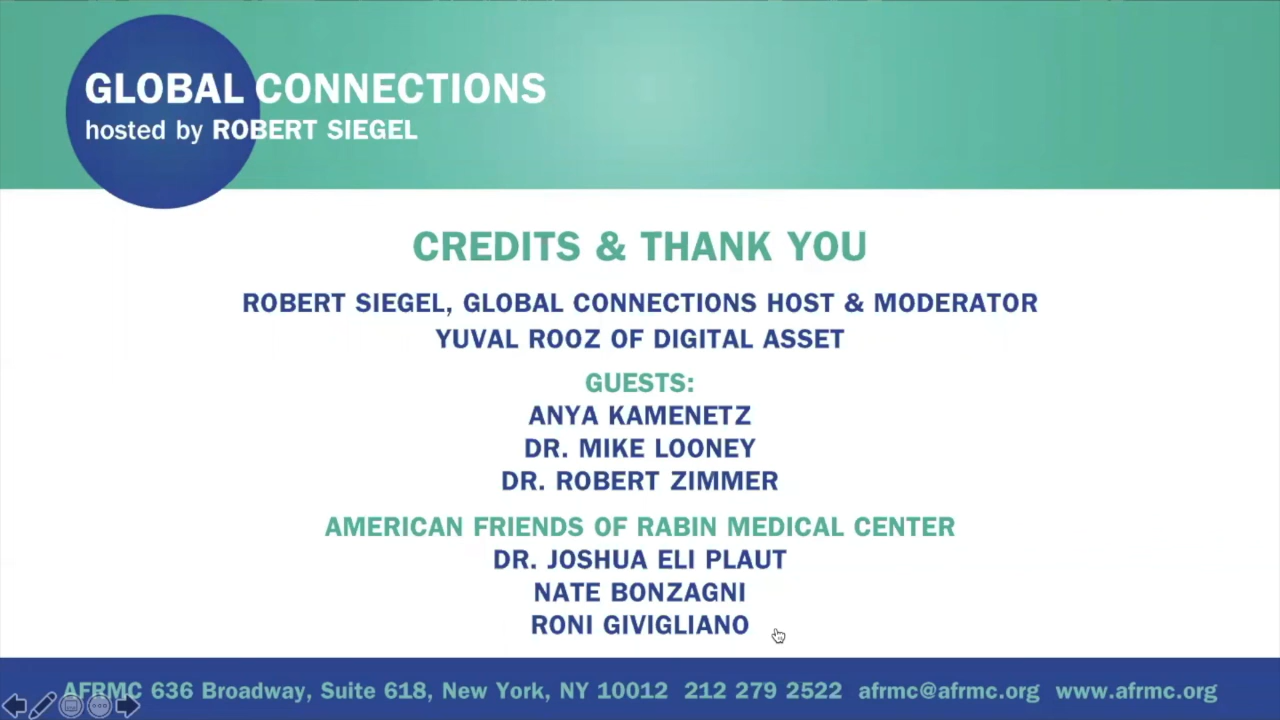 GLOBAL CONNECTIONS
hosted by ROBERT SIEGEL
CREDITS & THANK YOU
ROBERT SIEGEL, GLOBAL CONNECTIONS HOST & MODERATOR
YUVAL ROOZ OF DIGITAL ASSET
GUESTS:
ANYA KAMENETZ
DR. MIKE LOONEY
DR. ROBERT ZIMMER
AMERICAN FRIENDS OF RABIN MEDICAL CENTER
DR. JOSHUA ELI PLAUT
NATE BONZAGNI
RONI GIVIGLIANO
AFRMC 636 Broadway, Suite 618, New York, NY 10012 212 279 2522 afrmc@afrmc.org www.afrmc.org